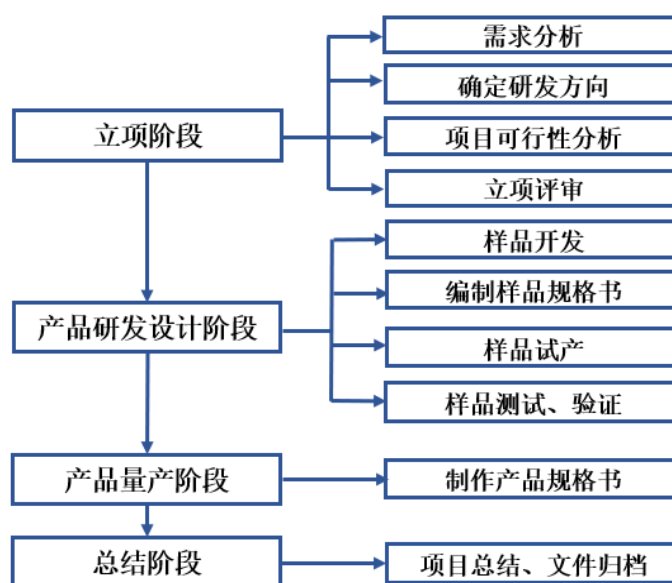 需求分析
确定研发方向
立项阶段
项目可行性分析
立项评审
样品开发
编制样品规格书
产品研发设计阶段
样品试产
样品测试、验证
产品量产阶段
制作产品规格书
总结阶段
项目总结、文件归档